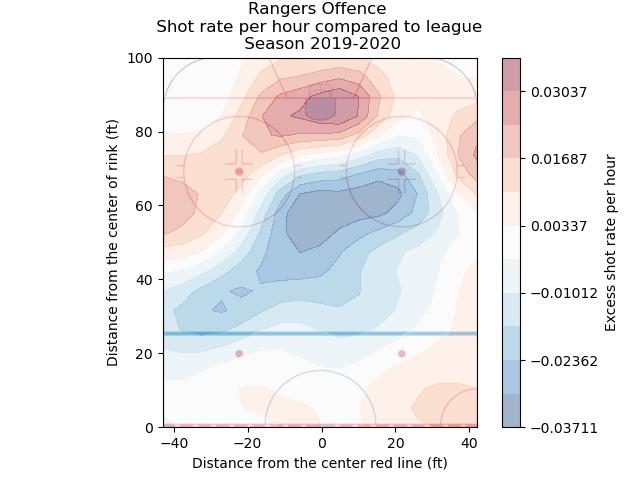 Rangers Offence
Shot rate per hour compared to league
Season 2019-2020
100
80
60
40
20
0
−40
−20
0
20
40
Distance from the center red line (ft)
Distance from the center of rink (ft)
0.03037
0.01687
0.00337
−0.01012
−0.02362
−0.03711
Excess shot rate per hour